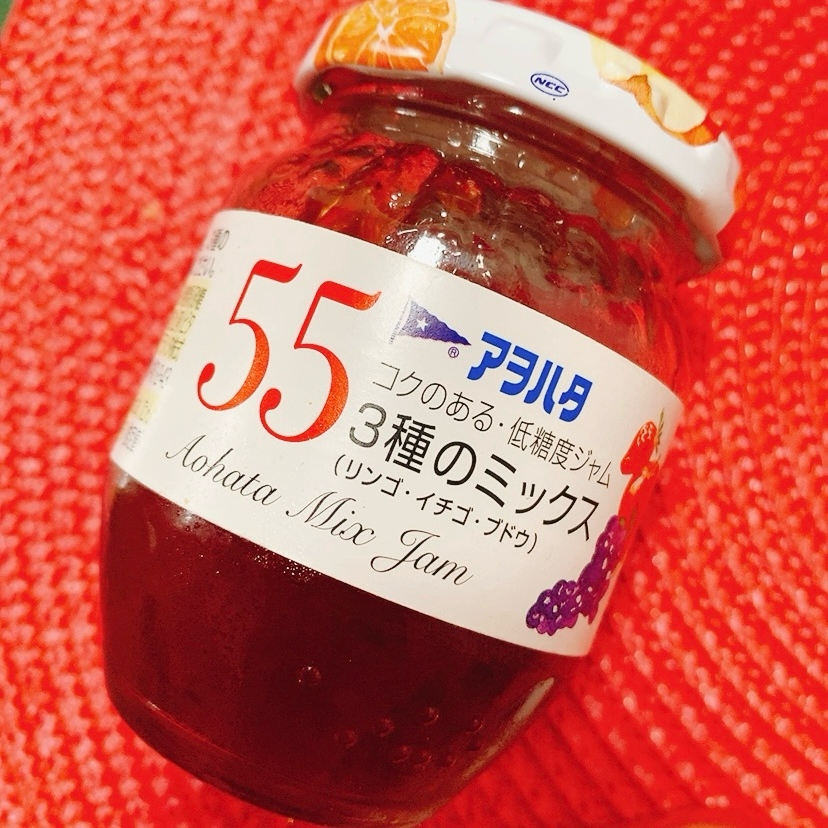 NCC
55
アヲハタ
®
コクのある・低糖度ジャム
3種のミックス
(リンゴ・イチゴ・ブドウ)
Aohata Mix Jam